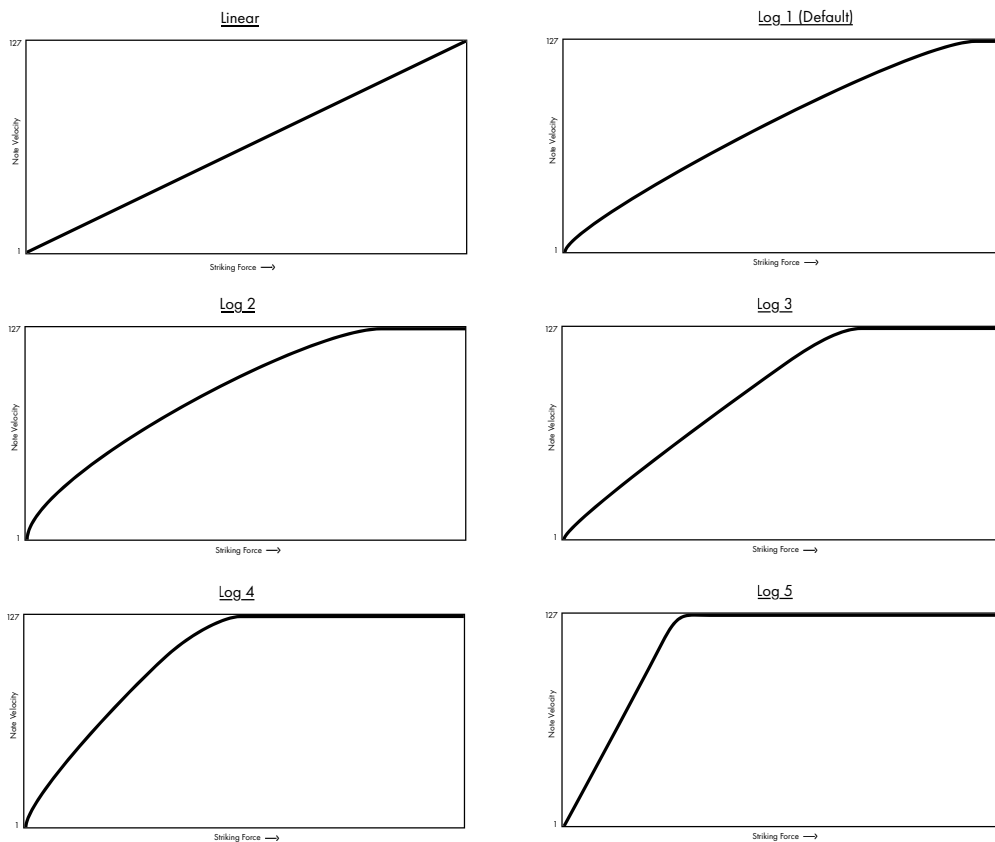 Linear
127
Note Velocity
1
Striking Force →
Log 1 (Default)
127
Note Velocity
1
Striking Force →
Log 2
127
Note Velocity
1
Striking Force →
Log 3
127
Note Velocity
1
Striking Force →
Log 4
127
Note Velocity
1
Striking Force →
Log 5
127
Note Velocity
1
Striking Force →